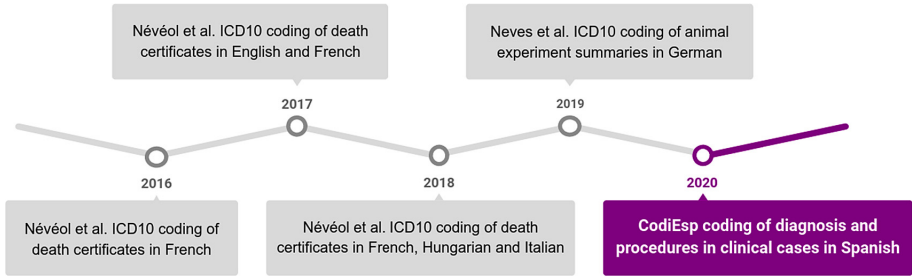 Névéol et al. ICD10 coding of death
certificates in English and French
Neves et al. ICD10 coding of animal
experiment summaries in German
2017
2019
2016
2018
2020
Névéol et al. ICD10 coding of
death certificates in French
Névéol et al. ICD10 coding of death
certificates in French, Hungarian and Italian
CodiEsp coding of diagnosis and
procedures in clinical cases in Spanish